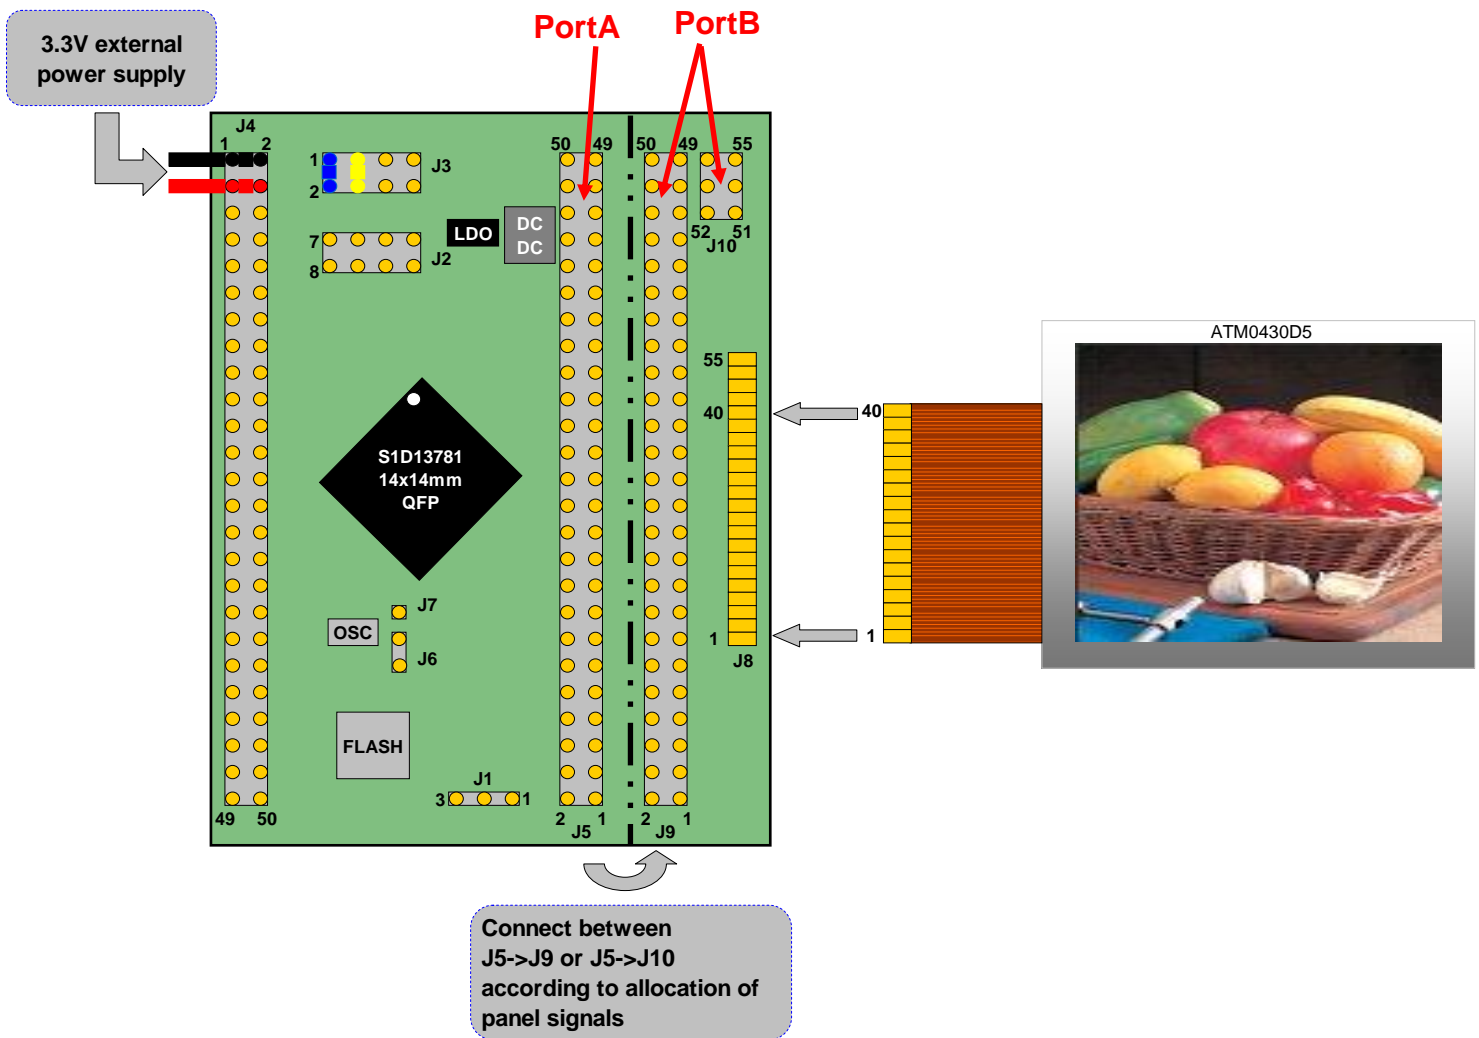 PortA
PortB
3.3V external
power supply
J4
1
2
1
2
J3
50
49
50
49
55
52
51
J10
7
8
J2
LDO
DC
DC
ATM0430D5
55
40
40
S1D13781
14x14mm
QFP
J7
OSC
J6
1
1
J8
FLASH
J1
3
1
49
50
2
1
J5
2
1
J9
Connect between
J5->J9 or J5->J10
according to allocation of
panel signals